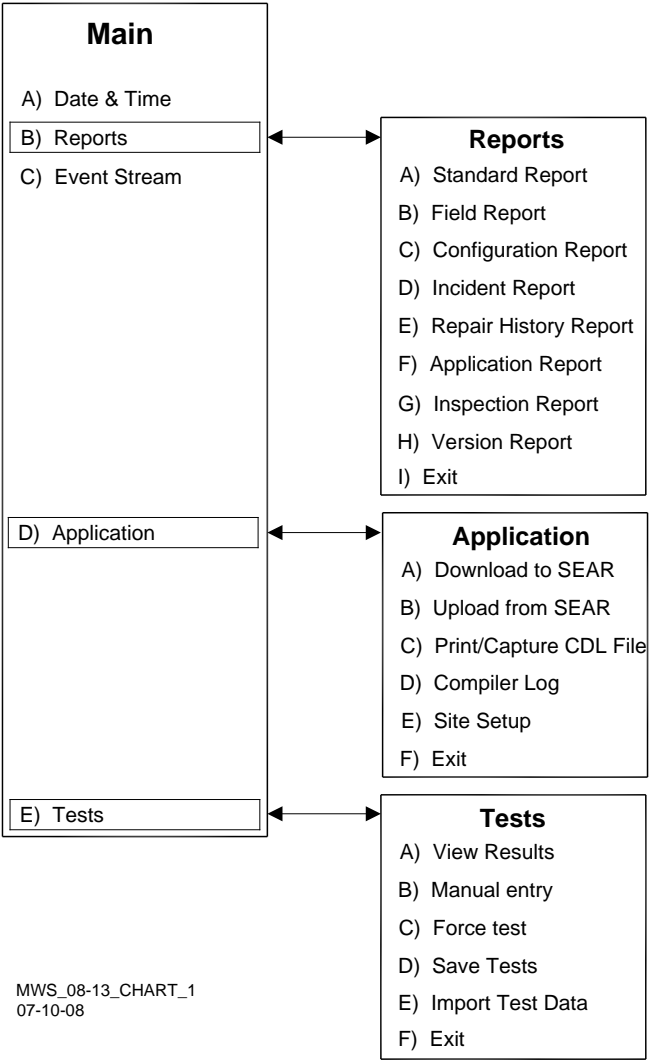 Main
A) Date & Time
B) Reports
C) Event Stream
D) Application
E) Tests
Reports
A) Standard Report
B) Field Report
C) Configuration Report
D) Incident Report
E) Repair History Report
F) Application Report
G) Inspection Report
H) Version Report
I) Exit
Application
A) Download to SEAR
B) Upload from SEAR
C) Print/Capture CDL File
D) Compiler Log
E) Site Setup
F) Exit
Tests
A) View Results
B) Manual entry
C) Force test
D) Save Tests
E) Import Test Data
F) Exit
MWS_08-13_CHART_1
07-10-08